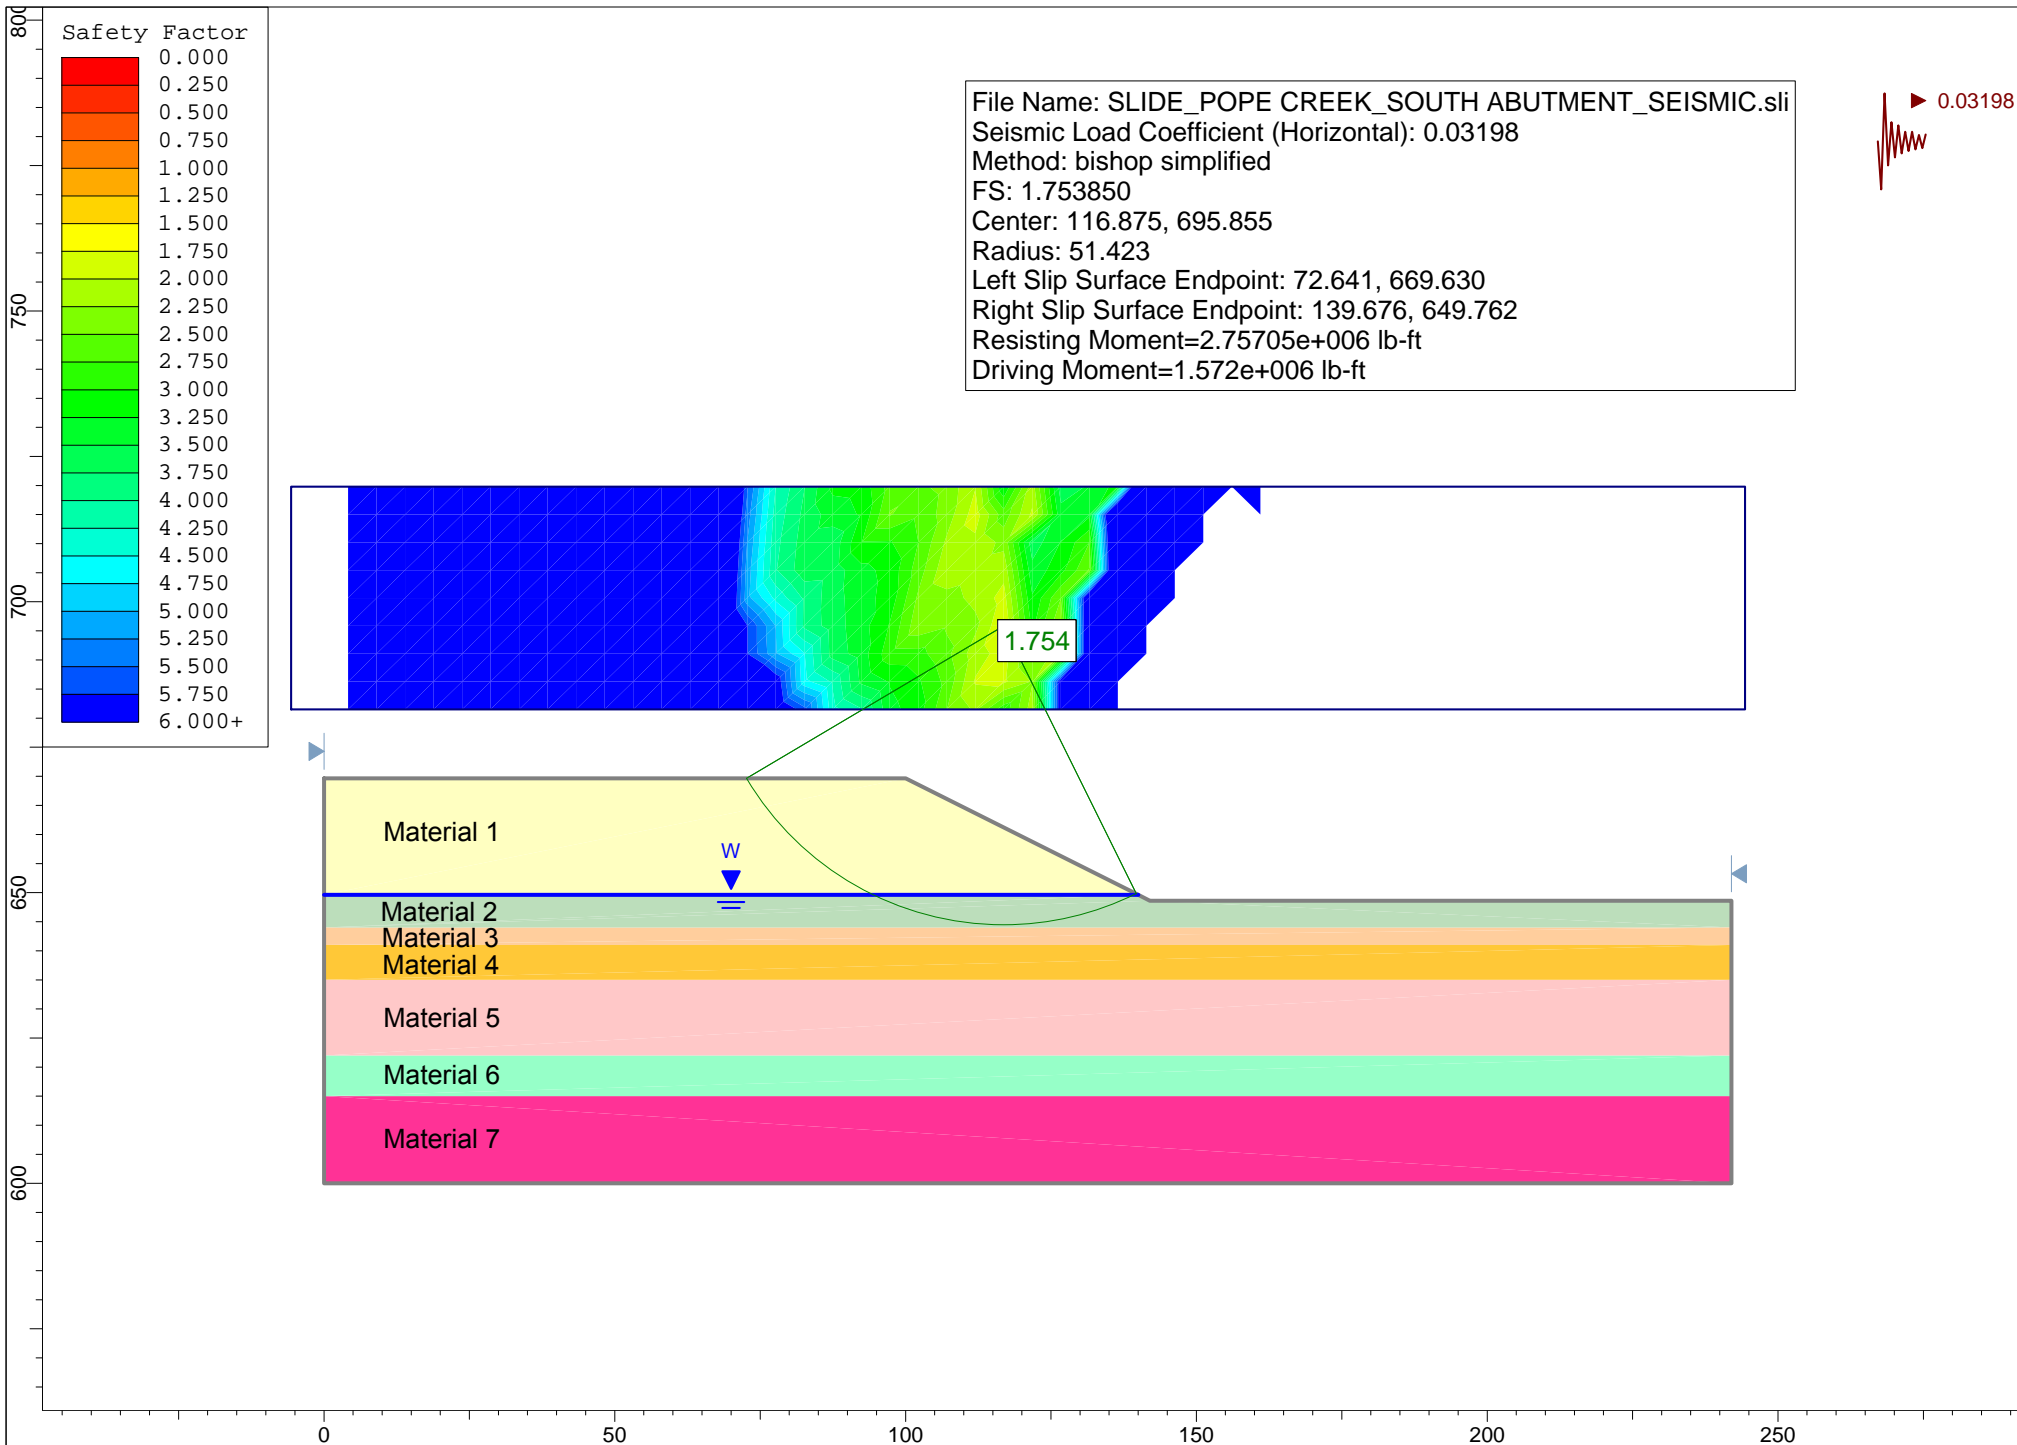 Safety Factor
0.000
0.250
0.500
0.750
1.000
1.250
1.500
1.750
2.000
2.250
2.500
2.750
3.000
3.250
3.500
3.750
4.000
4.250
4.500
4.750
5.000
5.250
5.500
5.750
6.000+
File Name: SLIDE_POPE CREEK_SOUTH ABUTMENT_SEISMIC.sli
Seismic Load Coefficient (Horizontal): 0.03198
Method: bishop simplified
FS: 1.753850
Center: 116.875, 695.855
Radius: 51.423
Left Slip Surface Endpoint: 72.641, 669.630
Right Slip Surface Endpoint: 139.676, 649.762
Resisting Moment=2.75705e+006 lb-ft
Driving Moment=1.572e+006 lb-ft
0.03198
1.754
W
Material 1
Material 2
Material 3
Material 4
Material 5
Material 6
Material 7
800
750
700
650
600
0
50
100
150
200
250